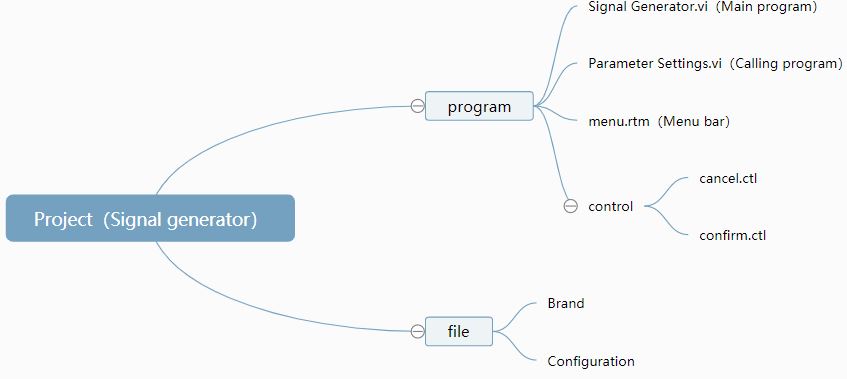 Signal Generator.vi（Main program）
Parameter Settings.vi（Calling program）
program
menu.rtm（Menu bar）
cancel.ctl
control
Project（Signal generator）
confirm.ctl
Brand
file
Configuration